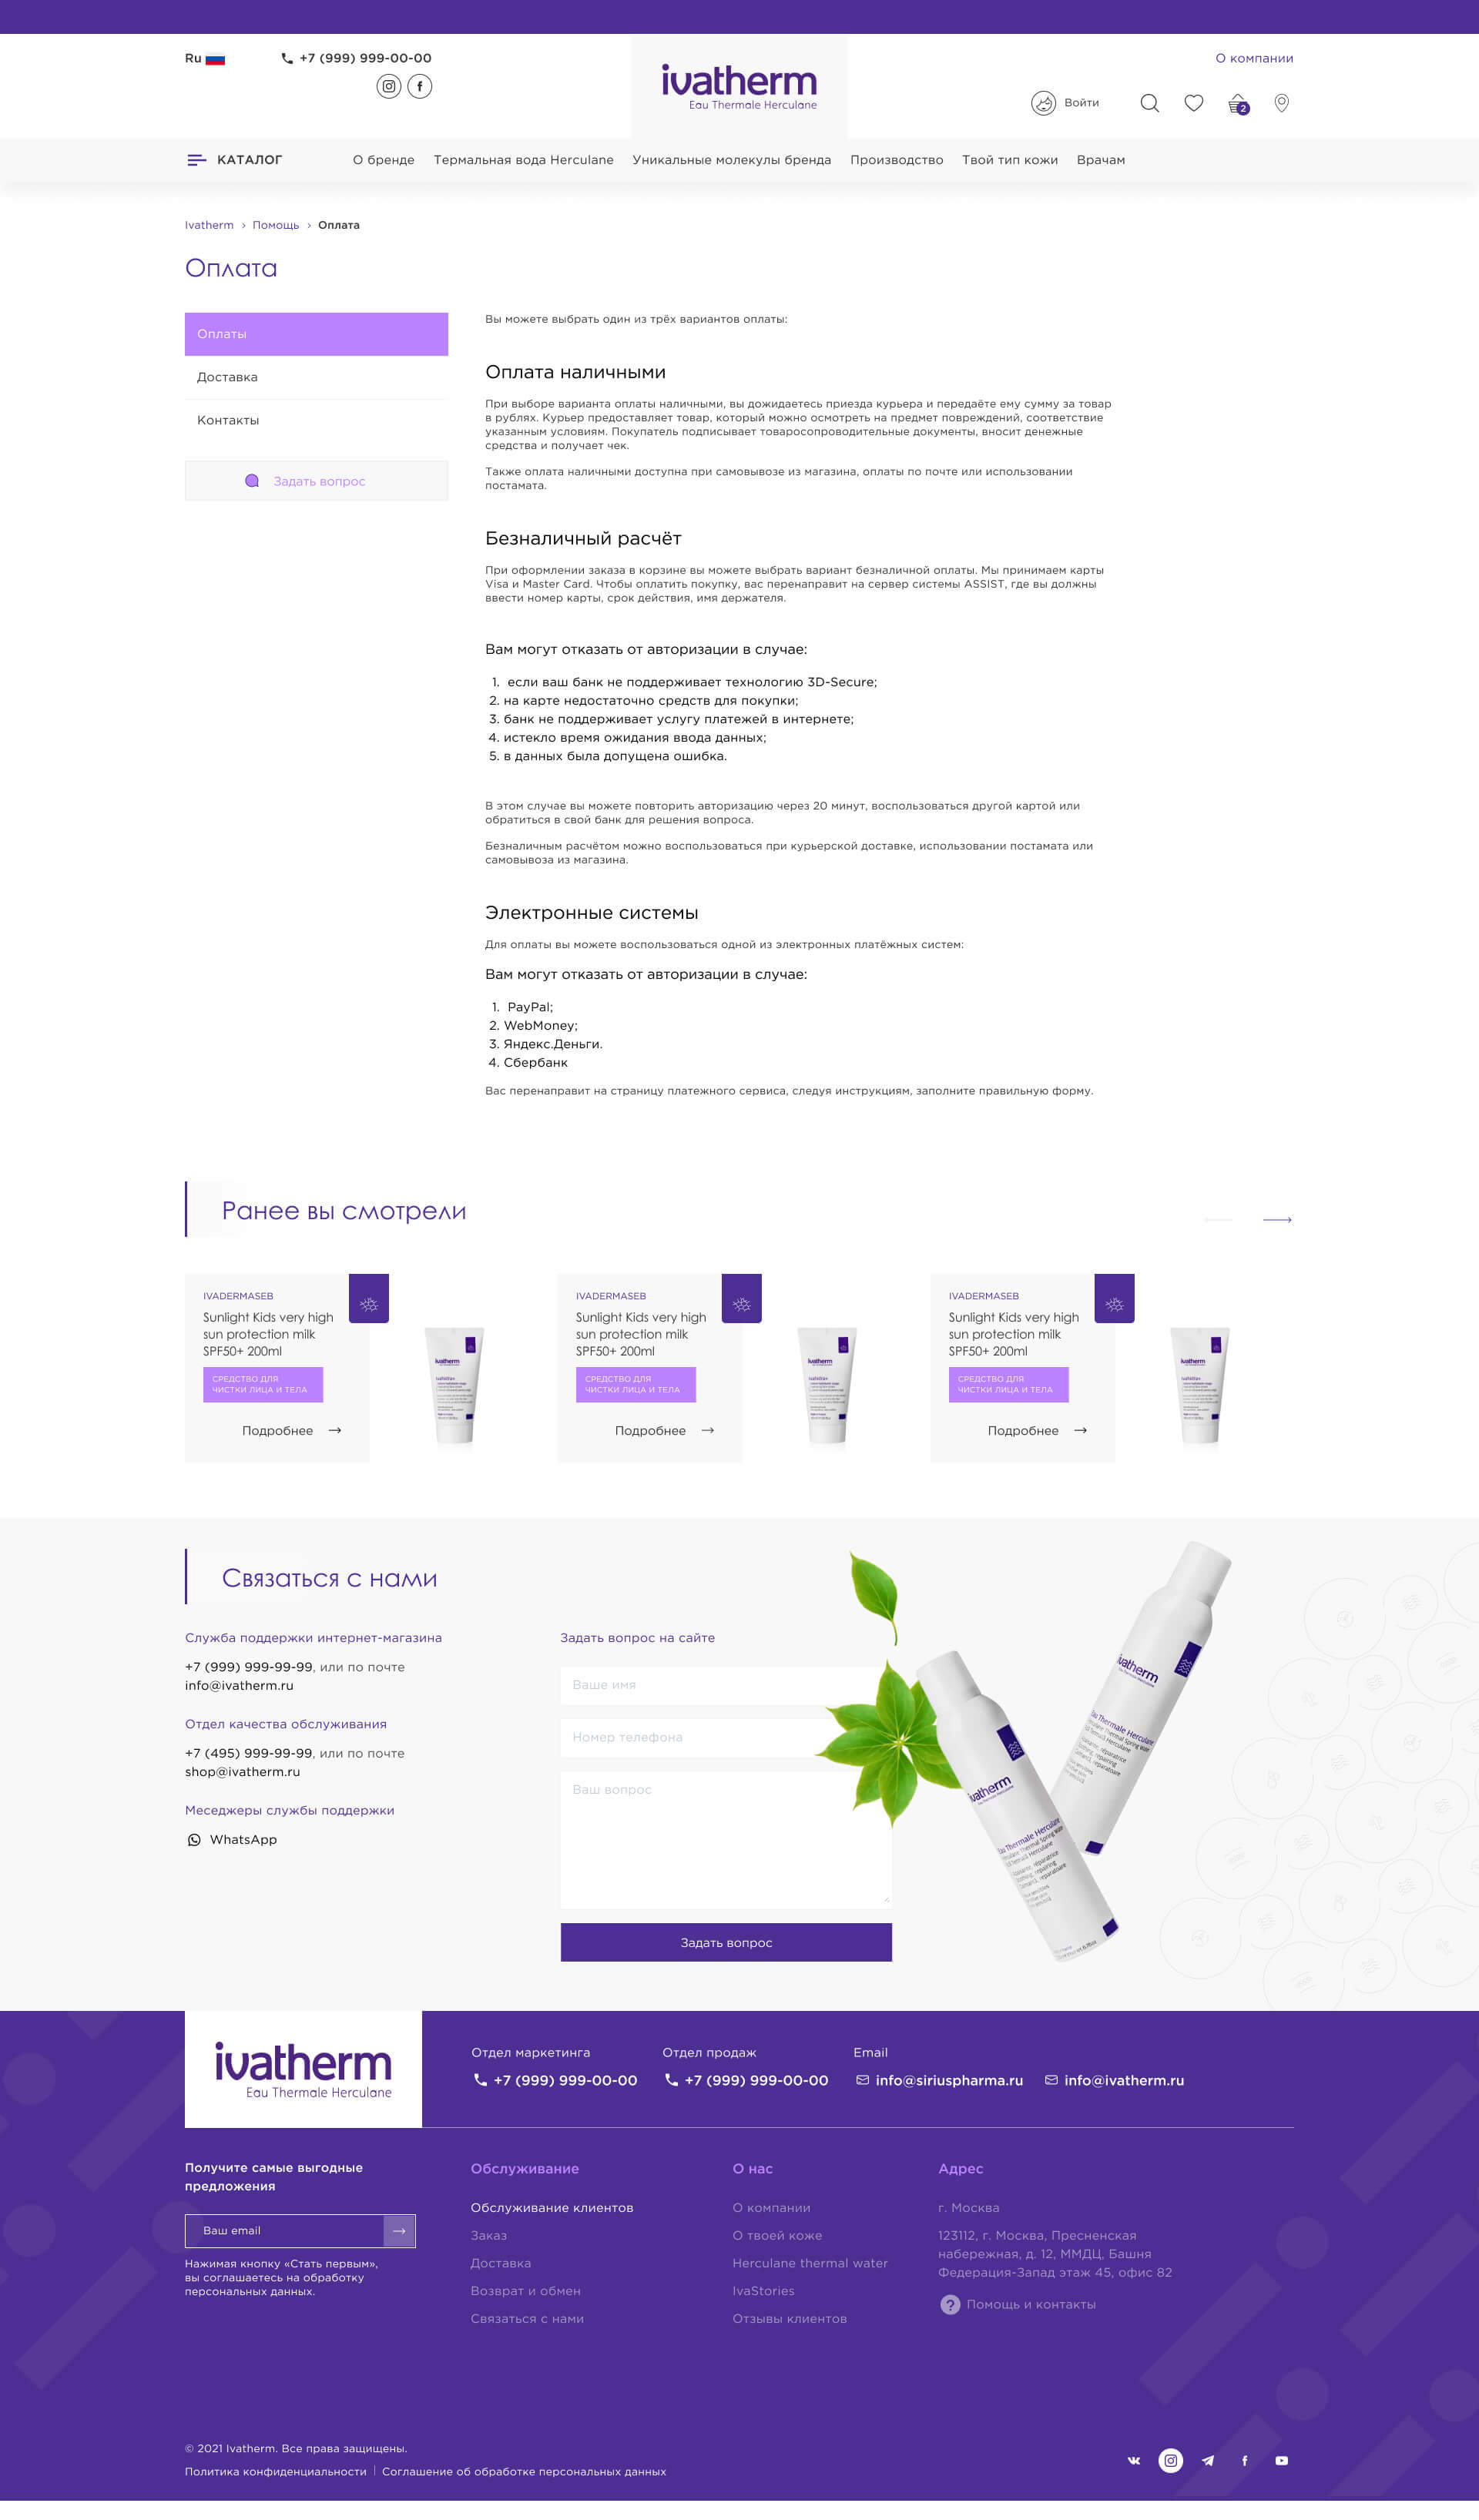 Ru
+7 (999) 999-00-00
ivatherm
Eau Thermale Herculane
О компании
Войти
2
КАТАЛОГ
О бренде Термальная вода Herculane Уникальные молекулы бренда Производство Твой тип кожи Врачам
Ivatherm > Помощь > Оплата
Оплата
Оплаты
Доставка
Контакты
Задать вопрос
Вы можете выбрать один из трёх вариантов оплаты:
Оплата наличными
При выборе варианта оплаты наличными, вы дожидаетесь приезда курьера и передаёте ему сумму за товар
в рублях. Курьер предоставляет товар, который можно осмотреть на предмет повреждений, соответствие
указанным условиям. Покупатель подписывает товаросопроводительные документы, вносит денежные
средства и получает чек.
Также оплата наличными доступна при самовывозе из магазина, оплаты по почте или использовании
постамата.
Безналичный расчёт
При оформлении заказа в корзине вы можете выбрать вариант безналичной оплаты. Мы принимаем карты
Visa и Master Card. Чтобы оплатить покупку, вас перенаправит на сервер системы ASSIST, где вы должны
ввести номер карты, срок действия, имя держателя.
Вам могут отказать от авторизации в случае:
1. если ваш банк не поддерживает технологию 3D-Secure;
2. на карте недостаточно средств для покупки;
3. банк не поддерживает услугу платежей в интернете;
4. истекло время ожидания ввода данных;
5. в данных была допущена ошибка.
В этом случае вы можете повторить авторизацию через 20 минут, воспользоваться другой картой или
обратиться в свой банк для решения вопроса.
Безналичным расчётом можно воспользоваться при курьерской доставке, использовании постамата или
самовывоза из магазина.
Электронные системы
Для оплаты вы можете воспользоваться одной из электронных платёжных систем:
Вам могут отказать от авторизации в случае:
1. PayPal;
2. WebMoney;
3. Яндекс.Деньги.
4. Сбербанк
Вас перенаправит на страницу платежного сервиса, следуя инструкциям, заполните правильную форму.
Ранее вы смотрели
IVADERMASEB
Sunlight Kids very high
sun protection milk
SPF50+ 200ml
СРЕДСТВО ДЛЯ
ЧИСТКИ ЛИЦА И ТЕЛА
Подробнее
ivatherm
IVADERMASEB
Sunlight Kids very high
sun protection milk
SPF50+ 200ml
СРЕДСТВО ДЛЯ
ЧИСТКИ ЛИЦА И ТЕЛА
Подробнее
ivatherm
IVADERMASEB
Sunlight Kids very high
sun protection milk
SPF50+ 200ml
СРЕДСТВО ДЛЯ
ЧИСТКИ ЛИЦА И ТЕЛА
Подробнее
ivatherm
Связаться с нами
Служба поддержки интернет-магазина
+7 (999) 999-99-99, или по почте
info@ivatherm.ru
Отдел качества обслуживания
+7 (495) 999-99-99, или по почте
shop@ivatherm.ru
Меседжеры службы поддержки
WhatsApp
Задать вопрос на сайте
Ваше имя
Номер телефона
Ваш вопрос
Задать вопрос
ivatherm
Eau Thermale Herculane
Herculane Thermal Spring Water
ivatherm
Eau Thermale Herculane
Herculane Thermal Spring Water
ivatherm
Eau Thermale Herculane
Отдел маркетинга
+7 (999) 999-00-00
Отдел продаж
+7 (999) 999-00-00
Email
info@siriuspharma.ru
info@ivatherm.ru
Получите самые выгодные
предложения
Ваш email
Нажимая кнопку «Стать первым»,
вы соглашаетесь на обработку
персональных данных.
Обслуживание
Обслуживание клиентов
Заказ
Доставка
Возврат и обмен
Связаться с нами
О нас
О компании
О твоей коже
Herculane thermal water
IvaStories
Отзывы клиентов
Адрес
г. Москва
123112, г. Москва, Пресненская
набережная, д. 12, ММДЦ, Башня
Федерация-Запад этаж 45, офис 82
Помощь и контакты
© 2021 Ivatherm. Все права защищены.
Политика конфиденциальности | Соглашение об обработке персональных данных